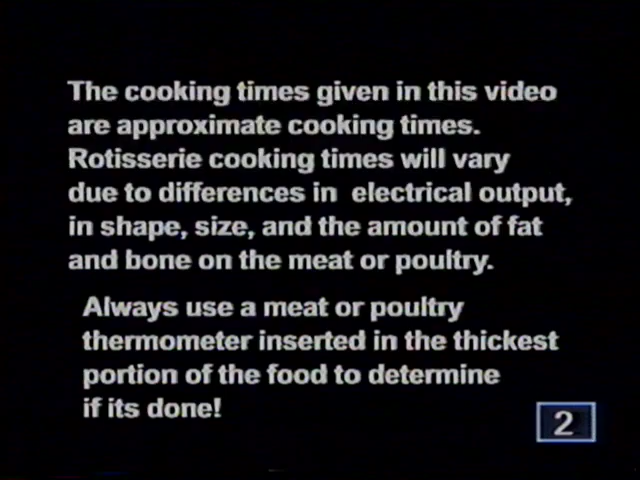 The cooking times given in this video
are approximate cooking times.
Rotisserie cooking times will vary
due to differences in electrical output,
in shape, size, and the amount of fat
and bone on the meat or poultry.
Always use a meat or poultry
thermometer inserted in the thickest
portion of the food to determine
if its done!
2